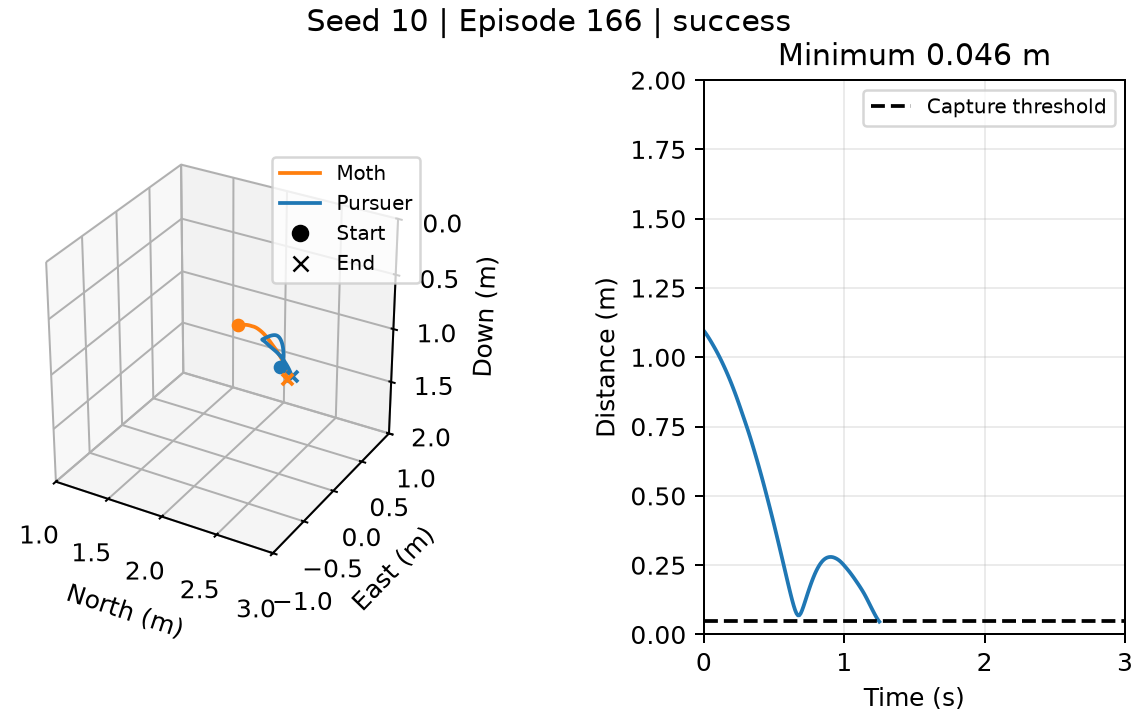 Seed 10 | Episode 166 | success
Moth
Pursuer
Start
End
0.0
0.5
1.0
1.5
2.0
Down (m)
1.0
1.5
2.0
2.5
3.0
North (m)
−1.0
−0.5
0.0
0.5
1.0
East (m)
Minimum 0.046 m
Capture threshold
2.00
1.75
1.50
1.25
1.00
0.75
0.50
0.25
0.00
Distance (m)
0
1
2
3
Time (s)